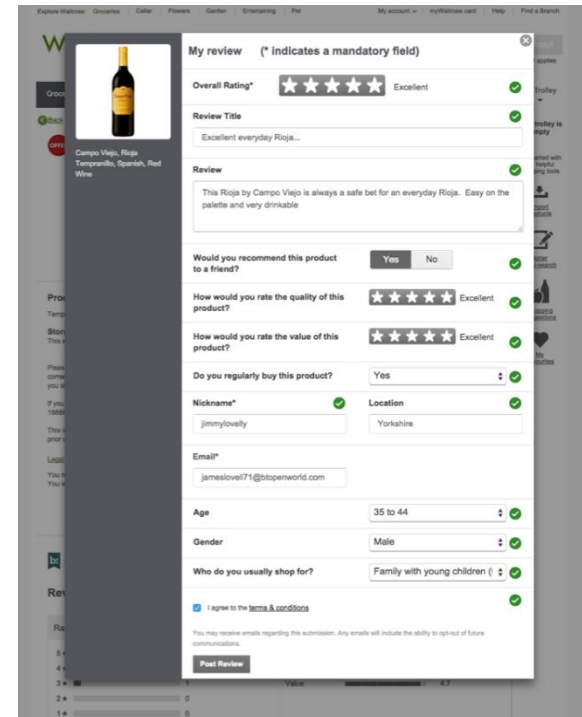 Explore Waitrose Groceries Cellar Flowers Garden Entertaining Pet My account myWaitrose card Help Find a Branch
My review (* indicates a mandatory field)
Campo Viejo, Rioja
Tempranillo, Spanish, Red
Wine
Overall Rating* Excellent
Review Title
Excellent everyday Rioja...
Review
This Rioja by Campo Viejo is always a safe bet for an everyday Rioja. Easy on the
palette and very drinkable
Would you recommend this product
to a friend?
Yes No
How would you rate the quality of this
product?
Excellent
How would you rate the value of this
product?
Excellent
Do you regularly buy this product? Yes
Nickname* Location
jimmylovelly Yorkshire
Email*
jameslovell71@btopenworld.com
Age 35 to 44
Gender Male
Who do you usually shop for? Family with young children (
I agree to the terms & conditions
You may receive emails regarding this submission. Any emails will include the ability to opt-out of future
communications.
Post Review
3 1 Value 4.7
2 0
1 0